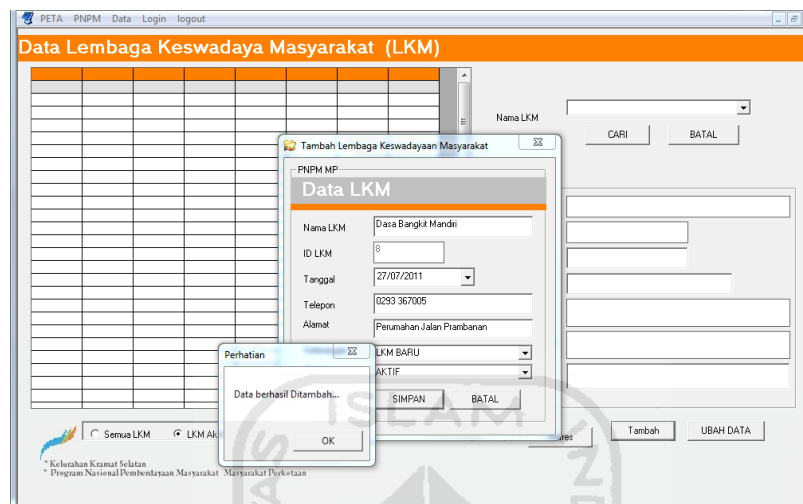 PETA PNPM Data Login logout
Data Lembaga Keswadaya Masyarakat (LKM)
Nama LKM
CARI
BATAL
Tambah Lembaga Keswadayaan Masyarakat
PNPM MP
Data LKM
Nama LKM
Dasa Bangkit Mandiri
ID LKM
8
Tanggal
27/07/2011
Telepon
0293 367005
Alamat
Perumahan Jalan Prambanan
LKM BARU
AKTIF
SIMPAN
BATAL
Perhatian
Data berhasil Ditambah...
OK
Semua LKM
LKM Ak
res
Tambah
UBAH DATA
* Kelurahan Kramat Selatan
* Program Nasional Pemberdayaan Masyarakat Masyarakat Perkotaan
ISLAM